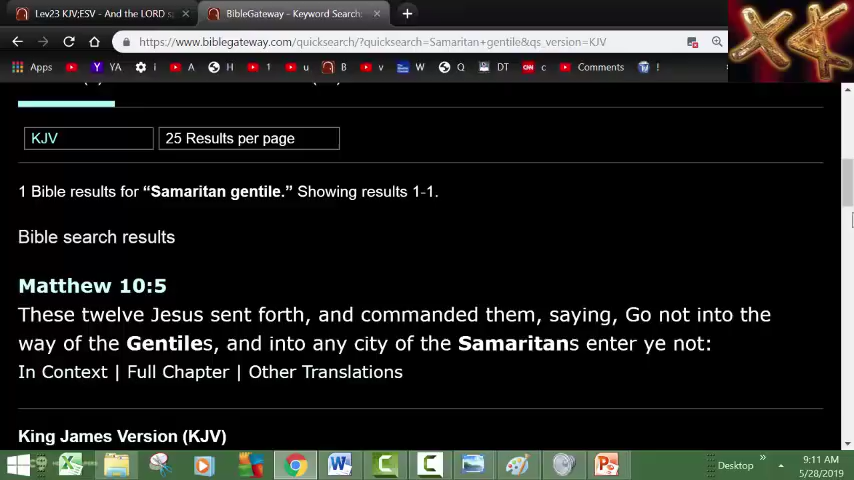 Lev23 KJV;ESV - And the LORD s
BibleGateway - Keyword Search:
https://www.biblegateway.com/quicksearch/?quicksearch=Samaritan+gentile&qs_version=KJV
Apps YA i A H 1 u B v W Q DT c Comments !
KJV
25 Results per page
1 Bible results for “Samaritan gentile.” Showing results 1-1.
Bible search results
Matthew 10:5
These twelve Jesus sent forth, and commanded them, saying, Go not into the
way of the Gentiles, and into any city of the Samaritans enter ye not:
In Context | Full Chapter | Other Translations
King James Version (KJV)
Desktop
9:11 AM
5/28/2019